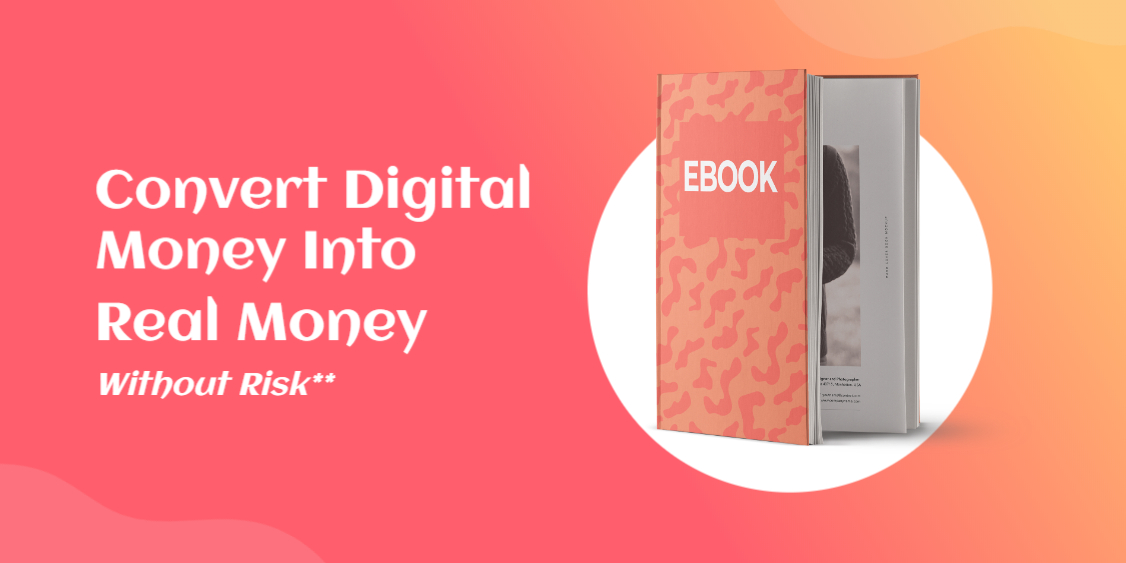 Convert Digital
Money Into
Real Money
Without Risk**
EBOOK